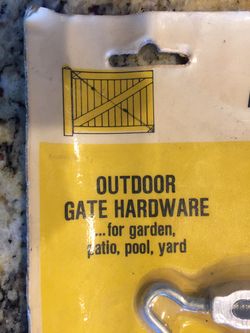 OUTDOOR
GATE HARDWARE
...for garden,
patio, pool, yard